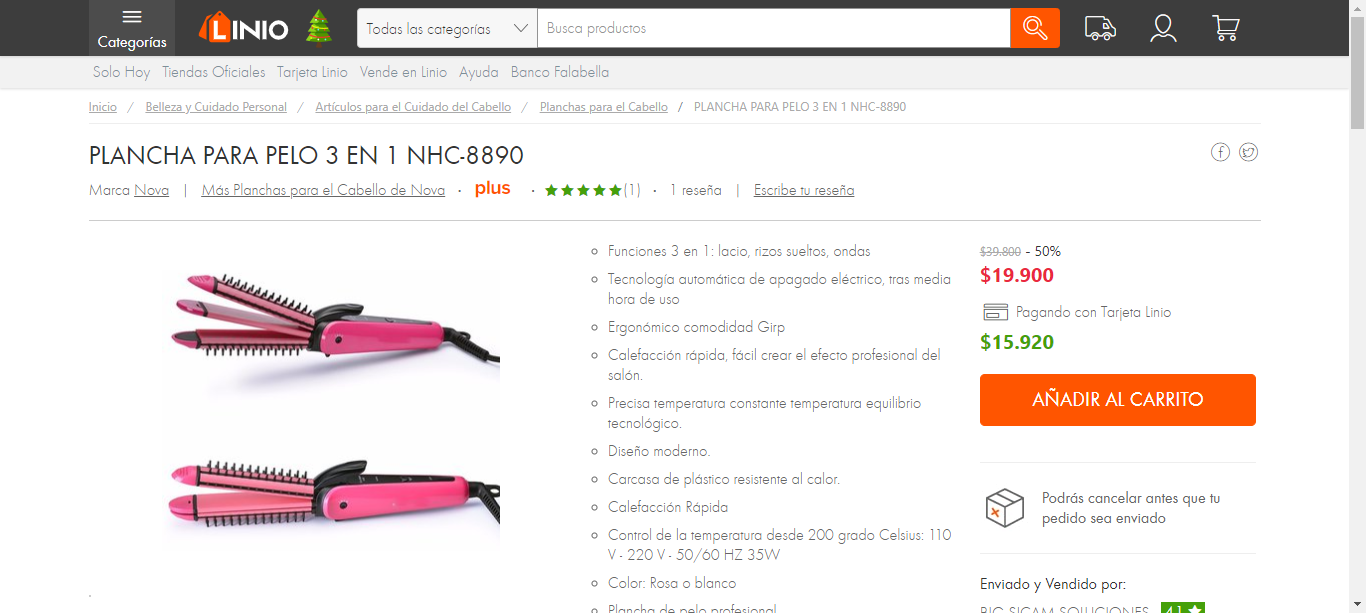 Categorías
LINIO
Todas las categorías
Busca productos
Solo Hoy Tiendas Oficiales Tarjeta Linio Vende en Linio Ayuda Banco Falabella
Inicio / Belleza y Cuidado Personal / Artículos para el Cuidado del Cabello / Planchas para el Cabello / PLANCHA PARA PELO 3 EN 1 NHC-8890
PLANCHA PARA PELO 3 EN 1 NHC-8890
Marca Nova | Más Planchas para el Cabello de Nova · plus · (1) · 1 reseña | Escribe tu reseña
Funciones 3 en 1: lacio, rizos sueltos, ondas
Tecnología automática de apagado eléctrico, tras media
hora de uso
Ergonómico comodidad Girp
Calefacción rápida, fácil crear el efecto profesional del
salón.
Precisa temperatura constante temperatura equilibrio
tecnológico.
Diseño moderno.
Carcasa de plástico resistente al calor.
Calefacción Rápida
Control de la temperatura desde 200 grado Celsius: 110
V - 220 V - 50/60 HZ 35W
Color: Rosa o blanco
Plancha de pelo profesional
$39.800 - 50%
$19.900
Pagando con Tarjeta Linio
$15.920
AÑADIR AL CARRITO
Podrás cancelar antes que tu
pedido sea enviado
Enviado y Vendido por:
BIG SICAM SOLUCIONES 4.1